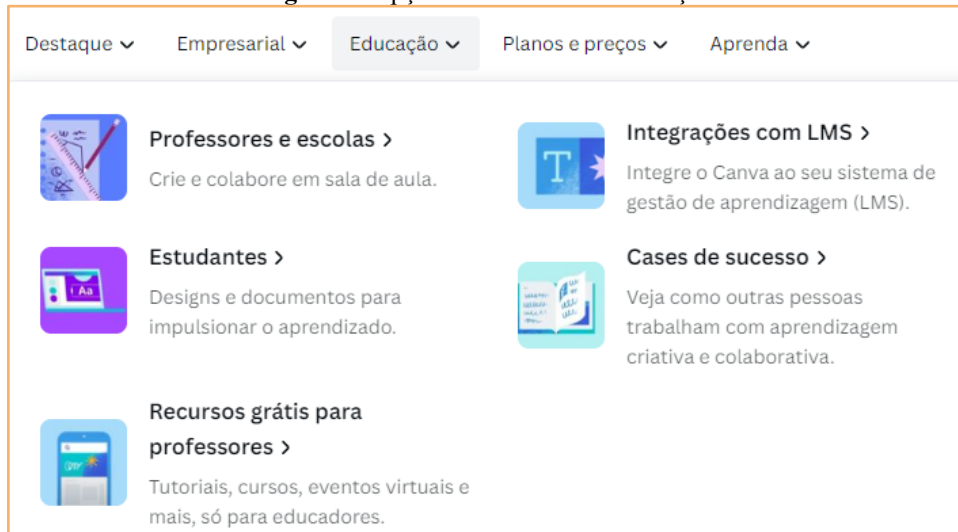 Destaque Empresarial Educação Planos e preços Aprenda
Professores e escolas >
Crie e colabore em sala de aula.
Integrações com LMS >
Integre o Canva ao seu sistema de
gestão de aprendizagem (LMS).
Estudantes >
Designs e documentos para
impulsionar o aprendizado.
Cases de sucesso >
Veja como outras pessoas
trabalham com aprendizagem
criativa e colaborativa.
Recursos grátis para
professores >
Tutoriais, cursos, eventos virtuais e
mais, só para educadores.